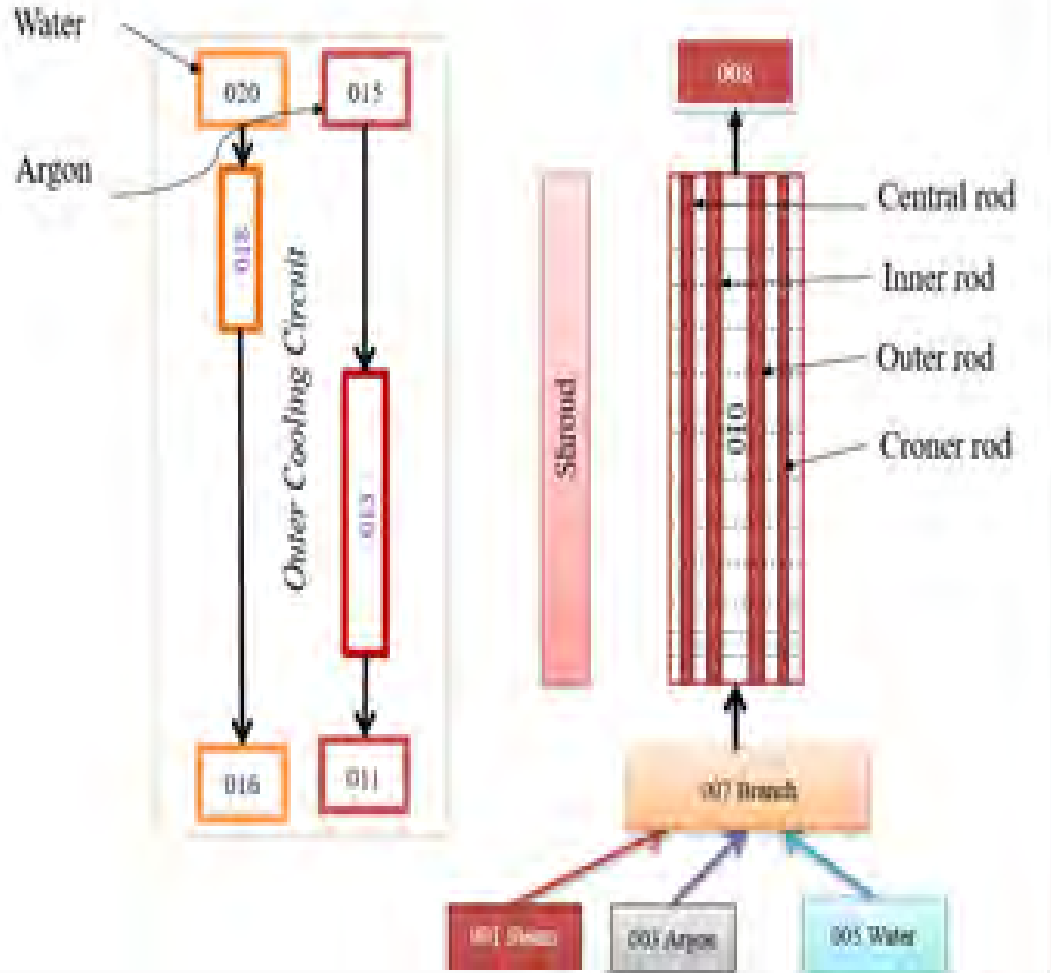 Water
020
015
008
Argon
018
Outer Cooling Circuit
013
Shroud
010
Central rod
Inner rod
Outer rod
Croner rod
016
011
007 Branch
001 Steam
003 Argon
005 Water